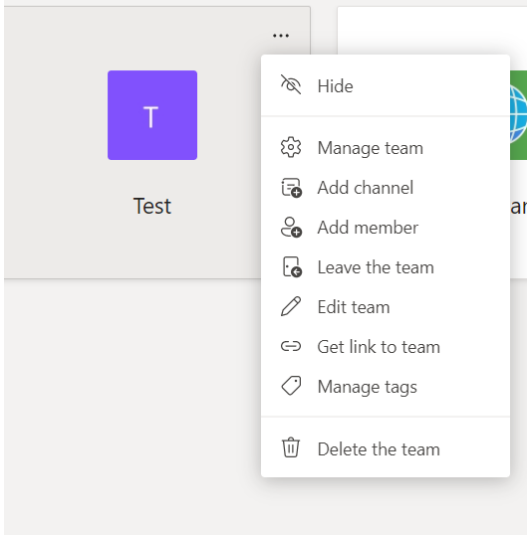 ...
T
Test
Hide
Manage team
Add channel
Add member
Leave the team
Edit team
Get link to team
Manage tags
Delete the team